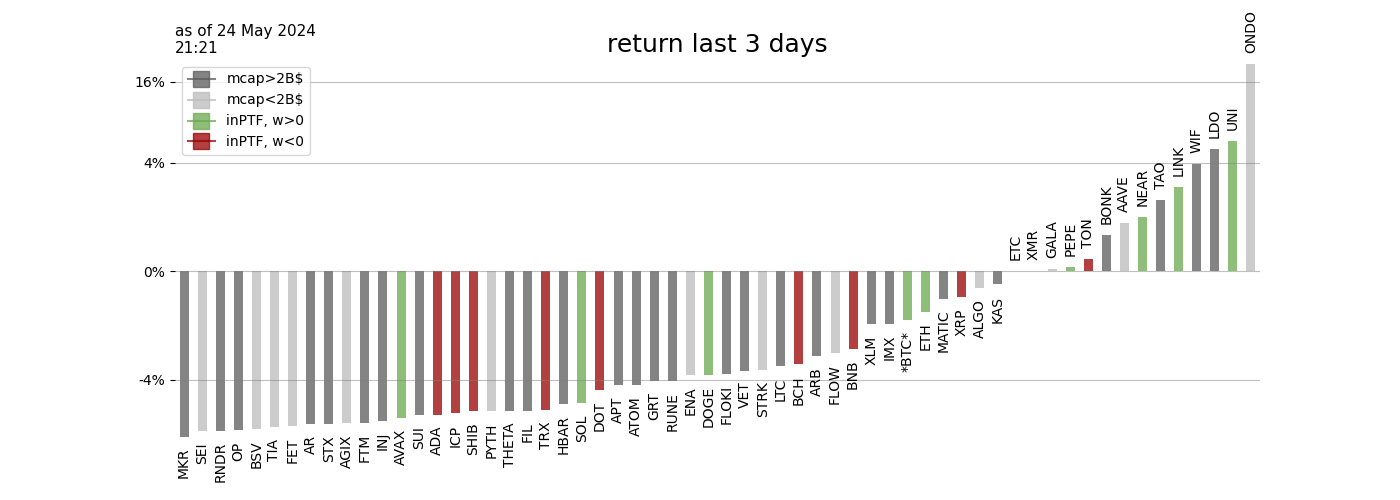 as of 24 May 2024
21:21
return last 3 days
mcap>2B$
mcap<2B$
inPTF, w>0
inPTF, w<0
16%
4%
0%
-4%
MKR
SEI
RNDR
OP
BSV
TIA
FET
AR
STX
AGIX
FTM
INJ
AVAX
SUI
ADA
ICP
SHIB
PYTH
THETA
FIL
TRX
HBAR
SOL
DOT
APT
ATOM
GRT
RUNE
ENA
DOGE
FLOKI
VET
STRK
LTC
BCH
ARB
FLOW
BNB
XLM
IMX
*BTC*
ETH
MATIC
XRP
ALGO
KAS
ETC
XMR
GALA
PEPE
TON
BONK
AAVE
NEAR
TAO
LINK
WIF
LDO
UNI
ONDO